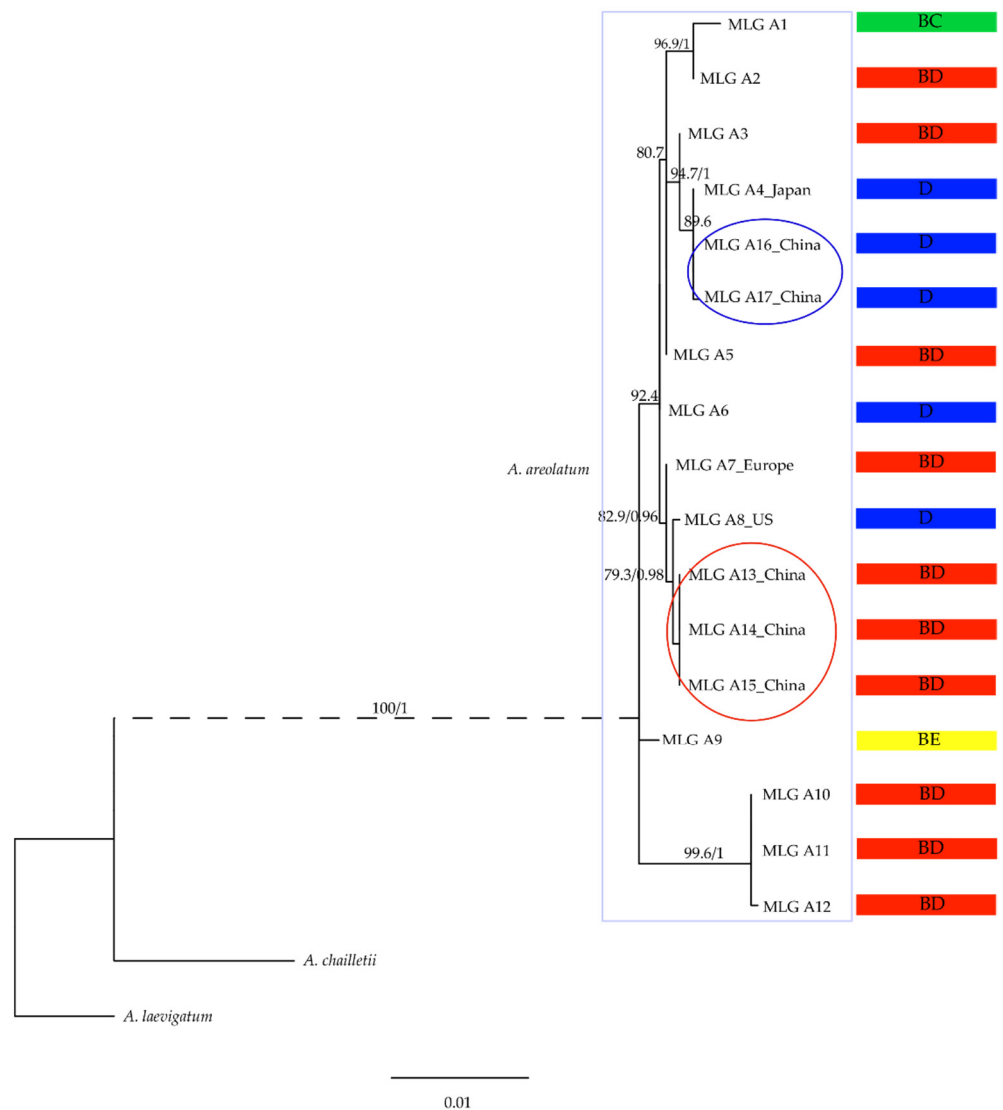 MLG A1 BC
96.9/1
MLG A2 BD
MLG A3 BD
80.7
94.7/1
MLG A4_Japan D
89.6
MLG A16_China D
MLG A17_China D
MLG A5 BD
92.4
MLG A6 D
MLG A7_Europe BD
A. areolatum
82.9/0.96
MLG A8_US D
79.3/0.98
MLG A13_China BD
MLG A14_China BD
MLG A15_China BD
100/1
MLG A9 BE
MLG A10 BD
99.6/1
MLG A11 BD
MLG A12 BD
A. chailletii
A. laevigatum
0.01